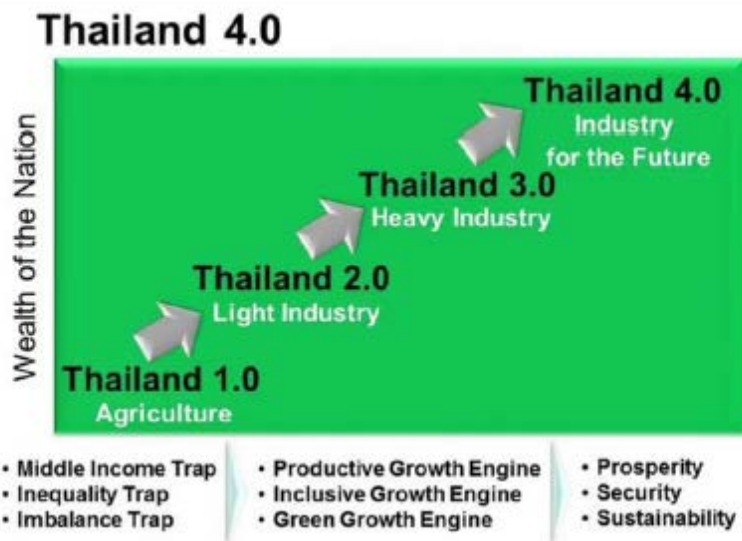 Thailand 4.0
Wealth of the Nation
Thailand 4.0
Industry
for the Future
Thailand 3.0
Heavy Industry
Thailand 2.0
Light Industry
Thailand 1.0
Agriculture
• Middle Income Trap
• Inequality Trap
• Imbalance Trap
• Productive Growth Engine
• Inclusive Growth Engine
• Green Growth Engine
• Prosperity
• Security
• Sustainability